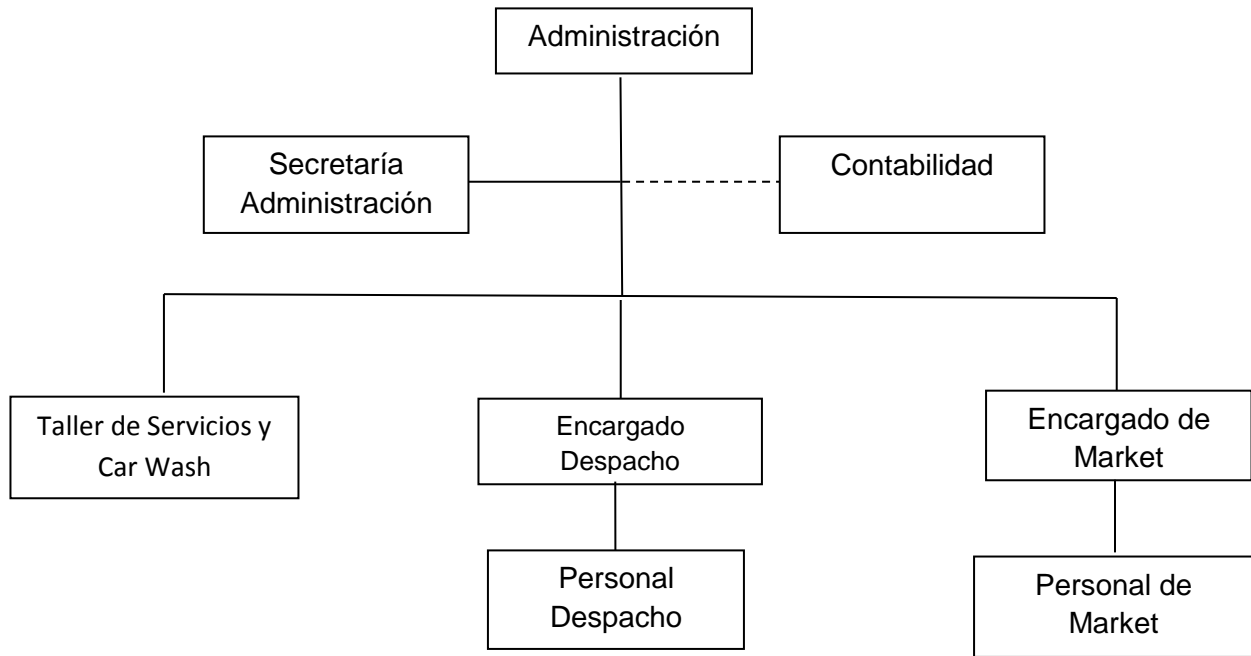 Administración
Secretaría
Administración
Contabilidad
Taller de Servicios y
Car Wash
Encargado
Despacho
Encargado de
Market
Personal
Despacho
Personal de
Market